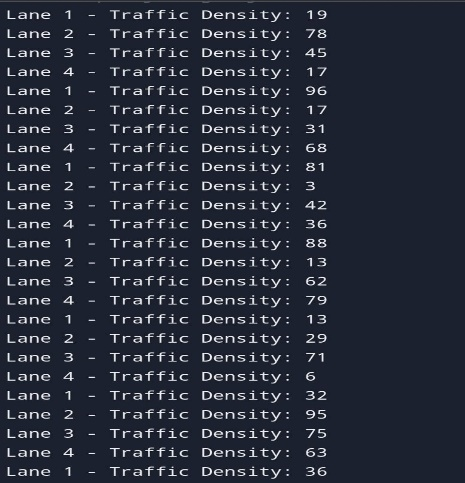 Lane 1 – Traffic Density: 19
Lane 2 – Traffic Density: 78
Lane 3 – Traffic Density: 45
Lane 4 – Traffic Density: 17
Lane 1 – Traffic Density: 96
Lane 2 – Traffic Density: 17
Lane 3 – Traffic Density: 31
Lane 4 – Traffic Density: 68
Lane 1 – Traffic Density: 81
Lane 2 – Traffic Density: 3
Lane 3 – Traffic Density: 42
Lane 4 – Traffic Density: 36
Lane 1 – Traffic Density: 88
Lane 2 – Traffic Density: 13
Lane 3 – Traffic Density: 62
Lane 4 – Traffic Density: 79
Lane 1 – Traffic Density: 13
Lane 2 – Traffic Density: 29
Lane 3 – Traffic Density: 71
Lane 4 – Traffic Density: 6
Lane 1 – Traffic Density: 32
Lane 2 – Traffic Density: 95
Lane 3 – Traffic Density: 75
Lane 4 – Traffic Density: 63
Lane 1 – Traffic Density: 36